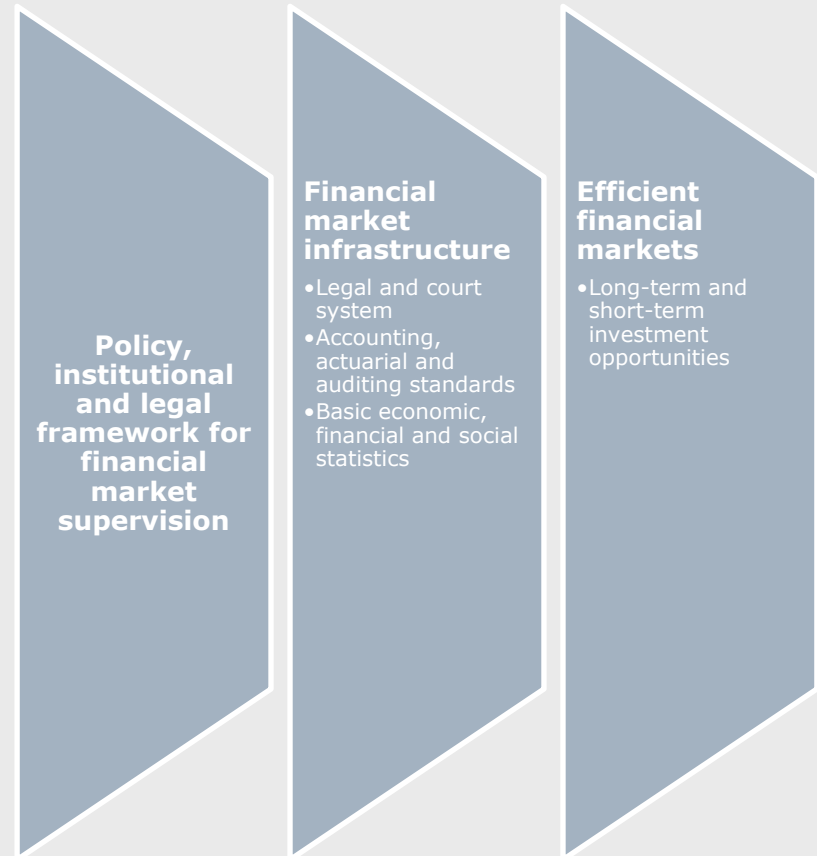 Policy,
institutional
and legal
framework for
financial
market
supervision
Financial
market
infrastructure
•Legal and court
system
•Accounting,
actuarial and
auditing standards
•Basic economic,
financial and social
statistics
Efficient
financial
markets
•Long-term and
short-term
investment
opportunities